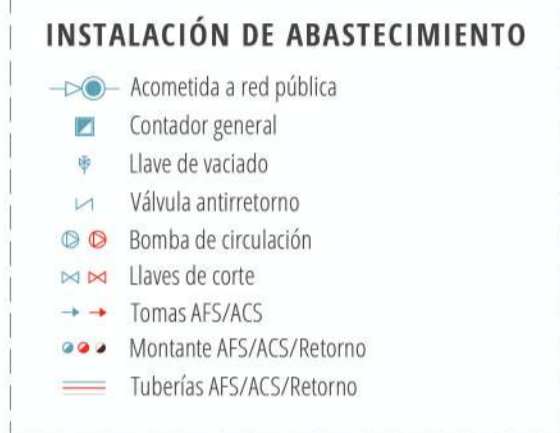 INSTALACIÓN DE ABASTECIMIENTO
Acometida a red pública
Contador general
Llave de vaciado
Válvula antirretorno
Bomba de circulación
Llaves de corte
Tomas AFS/ACS
Montante AFS/ACS/Retorno
Tuberías AFS/ACS/Retorno